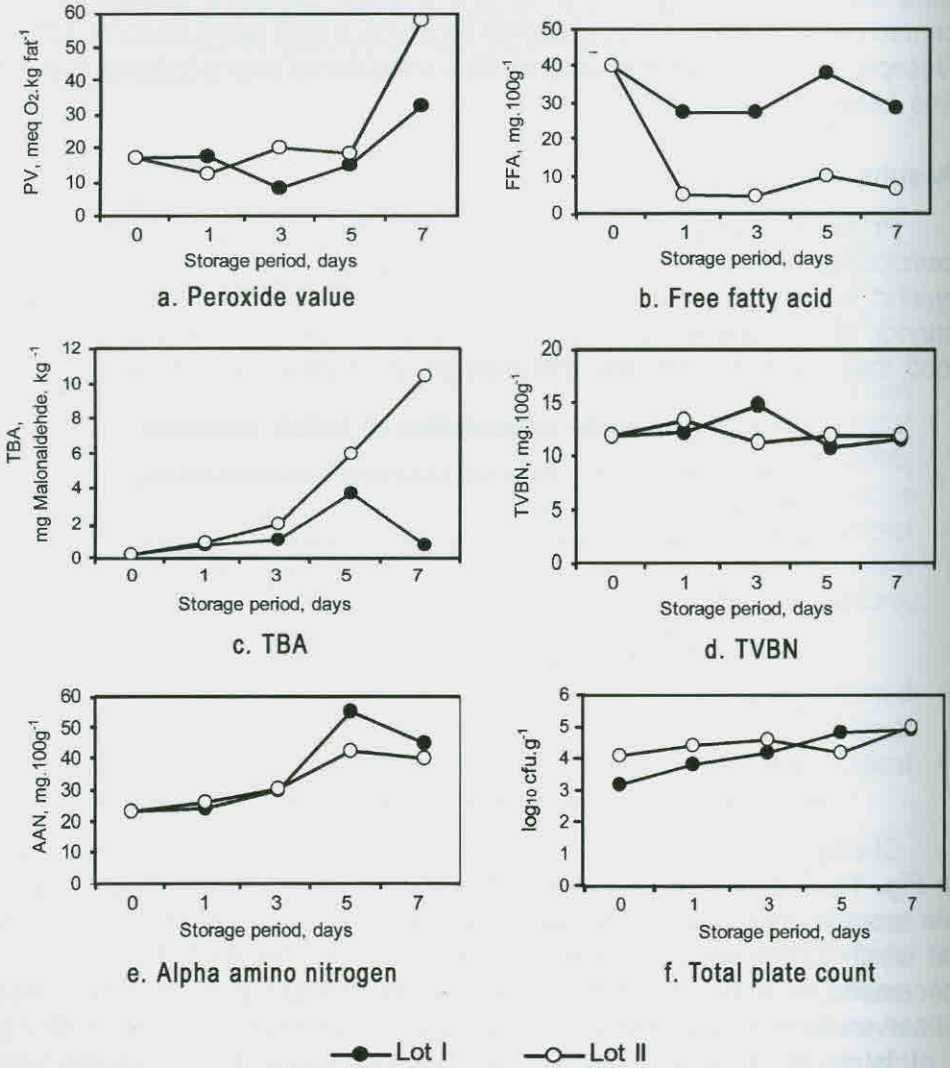 60
50
40
30
20
10
0
PV, meq O₂.kg fat⁻¹
0 1 3 5 7
Storage period, days
a. Peroxide value
50
40
30
20
10
0
FFA, mg.100g⁻¹
0 1 3 5 7
Storage period, days
b. Free fatty acid
12
10
8
6
4
2
0
TBA,
mg Malonaldehde. kg⁻¹
0 1 3 5 7
Storage period, days
c. TBA
20
15
10
5
0
TVBN, mg.100g⁻¹
0 1 3 5 7
Storage period, days
d. TVBN
60
50
40
30
20
10
0
AAN, mg.100g⁻¹
0 1 3 5 7
Storage period, days
e. Alpha amino nitrogen
6
5
4
3
2
1
0
log₁₀ cfu.g⁻¹
0 1 3 5 7
Storage period, days
f. Total plate count
Lot I Lot II